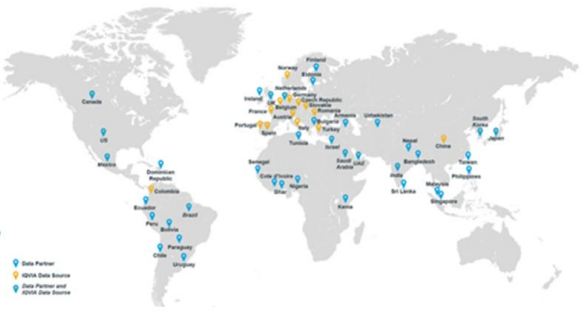 Finland
Norway
Estonia
Netherlands
Ireland
Germany
UK
Czech Republic
Belgium
Slovakia
France
Romania
Austria
Bulgaria
Armenia
Uzbekistan
Portugal
Spain
Italy
Turkey
Tunisia
Israel
Canada
US
Mexico
South
Korea
Japan
China
Nepal
Saudi
Arabia
UAE
Bangladesh
Taiwan
India
Philippines
Dominican
Republic
Senegal
Cote d'Ivoire
Nigeria
Sri Lanka
Malaysia
Singapore
Colombia
Ecuador
Brazil
Kenia
Peru
Bolivia
Paraguay
Chile
Uruguay
Data Partner
IQVIA Data Source
Data Partner and
IQVIA Data Source